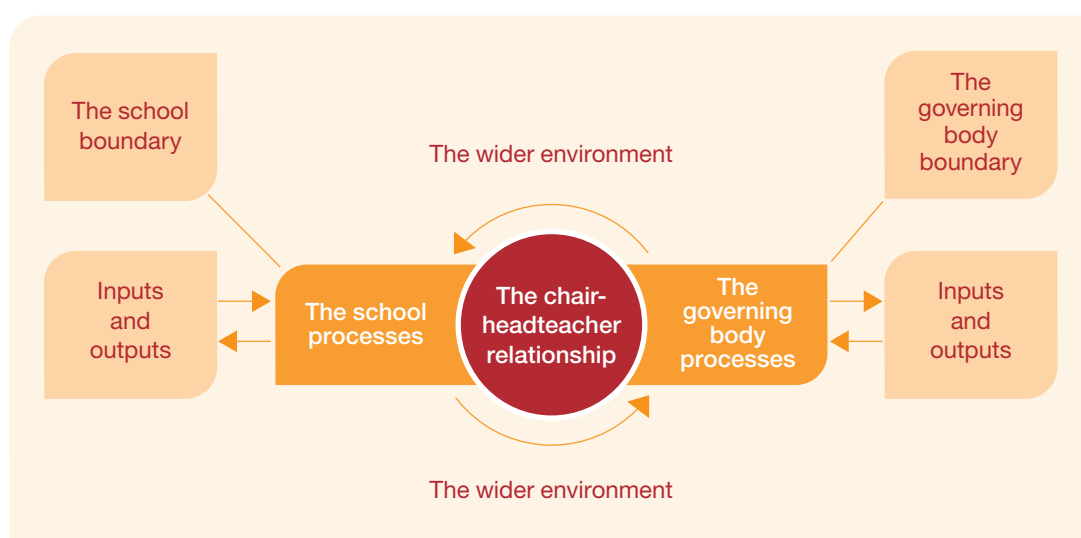 The school
boundary
The
governing
body
boundary
The wider environment
Inputs
and
outputs
The school
processes
The chair-
headteacher
relationship
The
governing
body
processes
Inputs
and
outputs
The wider environment